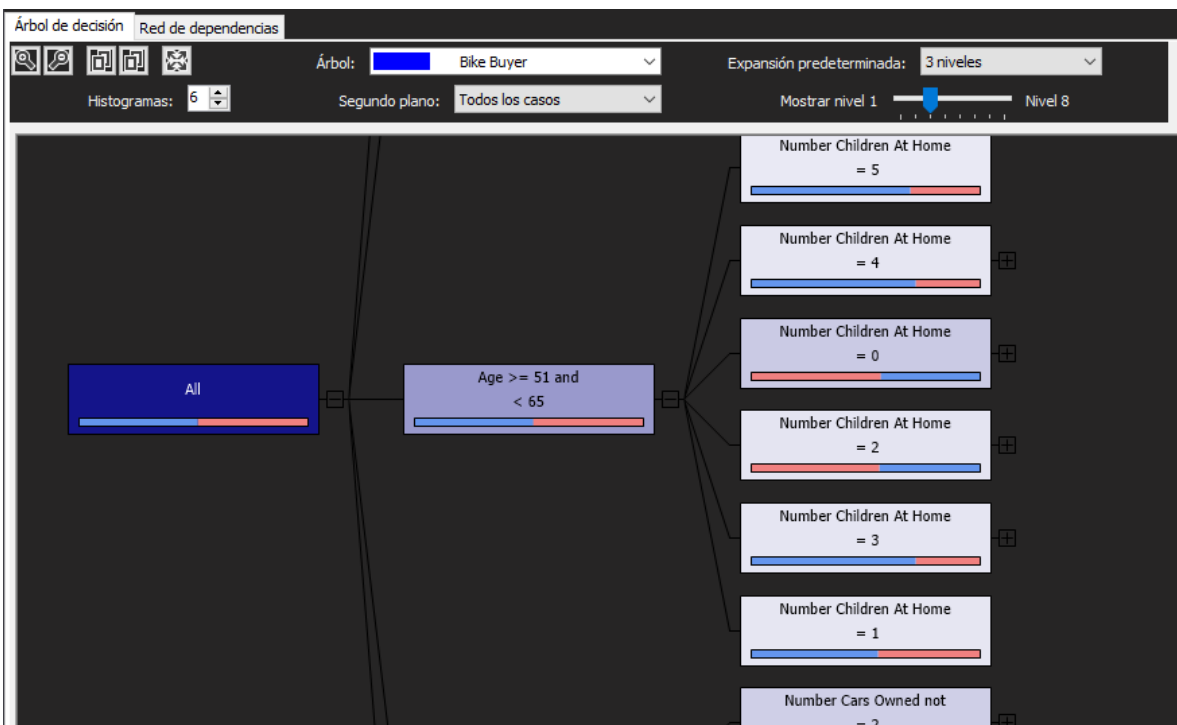 Árbol de decisión Red de dependencias
Árbol: Bike Buyer Expansión predeterminada: 3 niveles
Histogramas: 6 Segundo plano: Todos los casos Mostrar nivel 1 Nivel 8
Number Children At Home
= 5
Number Children At Home
= 4
Number Children At Home
= 0
All
Age >= 51 and
< 65
Number Children At Home
= 2
Number Children At Home
= 3
Number Children At Home
= 1
Number Cars Owned not
= 2